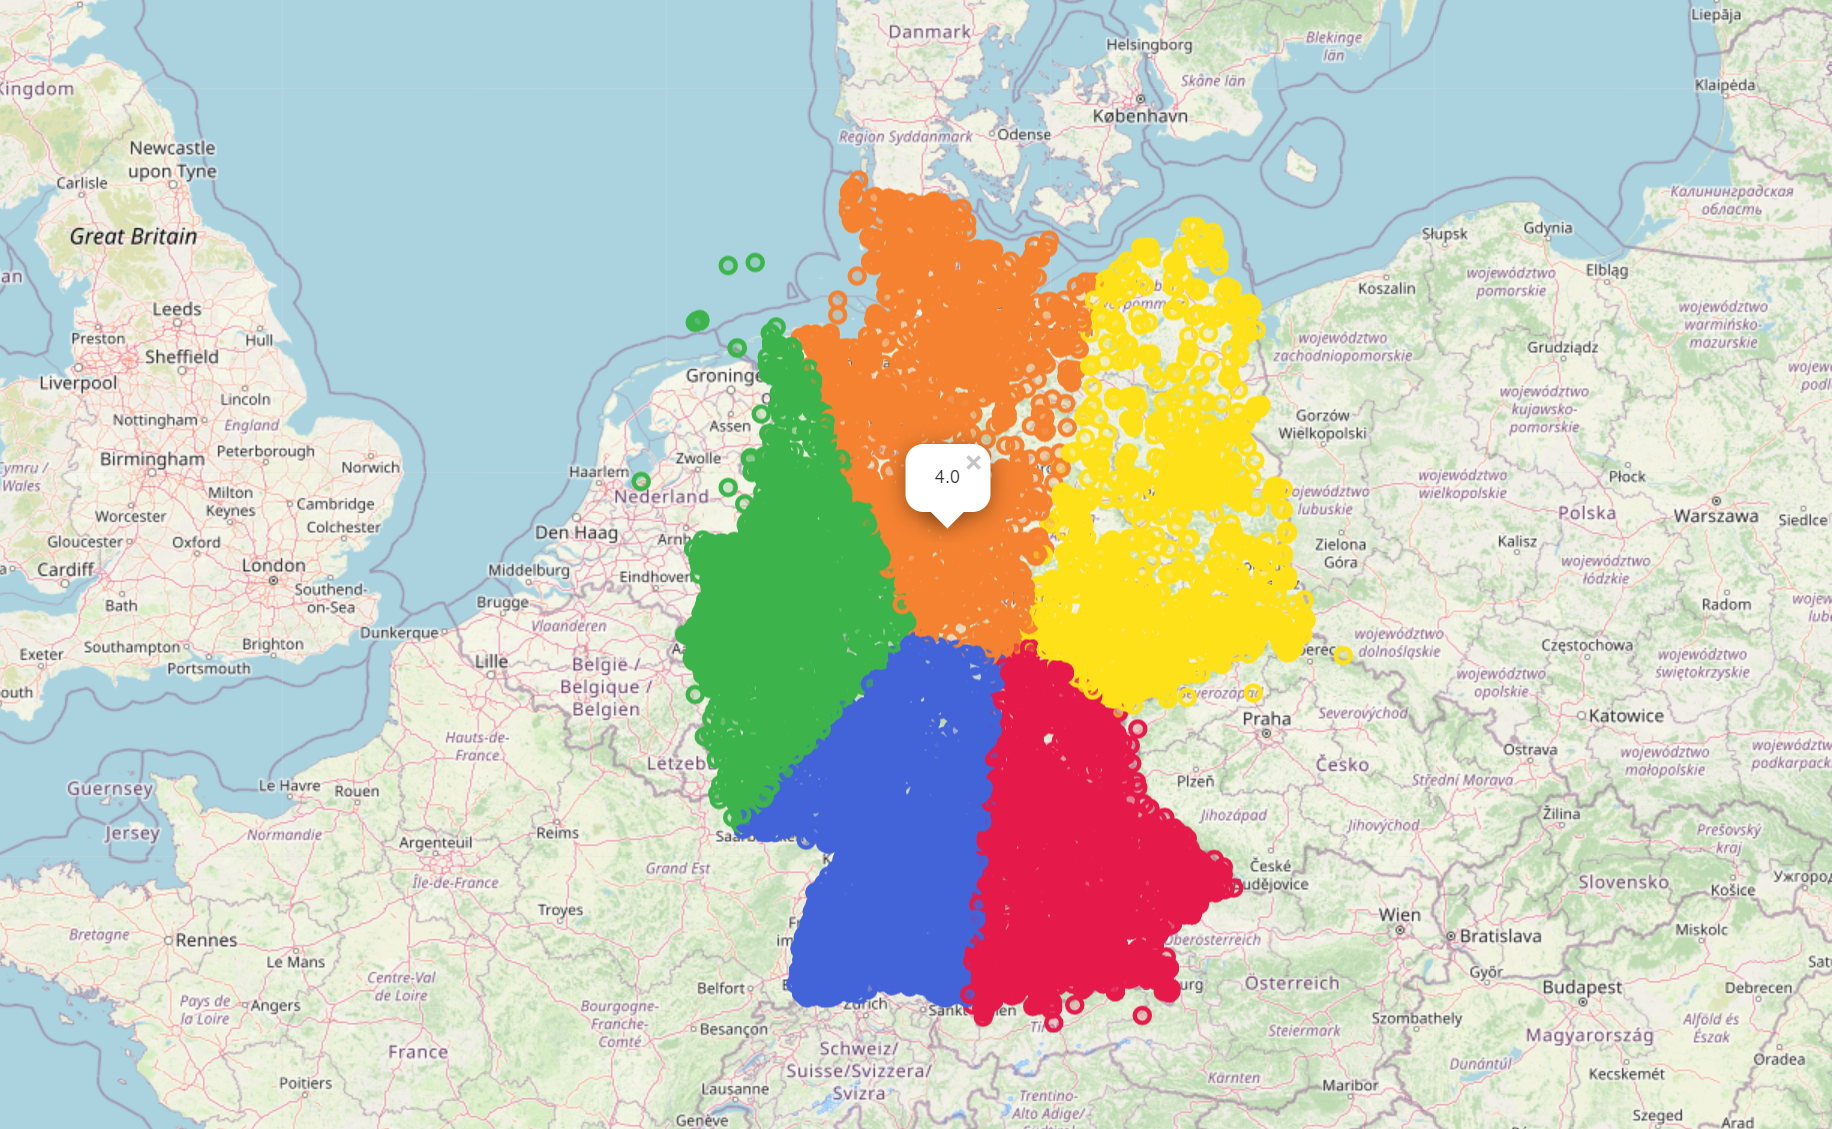 Danmark
Helsingborg
Blekinge
län
Liepāja
Skåne län
Klaipėda
Kingdom
København
Region Syddanmark
Odense
Newcastle
upon Tyne
Carlisle
Калининградская
область
Great Britain
Słupsk
Gdynia
Elbląg
Koszalin
województwo
pomorskie
Leeds
Preston
Hull
Sheffield
województwo
zachodniopomorskie
Grudziądz
województwo
warmińsko-
mazurskie
Liverpool
Lincoln
Nottingham
England
Assen
Gorzów
Wielkopolski
województwo
kujawsko-
pomorskie
Birmingham
Peterborough
Norwich
Zwolle
Haarlem
Nederland
4.0
×
Cymru /
Wales
Milton
Keynes
Cambridge
Worcester
Colchester
Gloucester
Oxford
Den Haag
województwo
wielkopolskie
Płock
Polska
Warszawa
Siedlce
lubuskie
Kalisz
Zielona
Góra
Cardiff
London
Middelburg
Eindhoven
województwo
łódzkie
Bath
Southend-
on-Sea
Brugge
Radom
Southampton
Brighton
Dunkerque
Vlaanderen
Exeter
Portsmouth
Lille
België /
Belgique /
Belgien
województwo
dolnośląskie
Częstochowa
województwo
świętokrzyskie
województwo
opolskie
Praha
Severovýchod
Katowice
Hauts-de-
France
Guernsey
Le Havre
Rouen
Plzeň
Česko
Ostrava
Střední Morava
województwo
małopolskie
Jersey
Normandie
Argenteuil
Reims
Jihozápad
Jihovýchod
Žilina
Prešovský
kraj
Île-de-France
Grand Est
České
Slovensko
Košice
Troyes
Bretagne
Rennes
Le Mans
Wien
Bratislava
Miskolc
Oberösterreich
Centre-Val
de Loire
Belfort
Österreich
Győr
Budapest
Debrecen
Pays de
la Loire
Angers
Bourgogne-
Franche-
Comté
Besançon
Zürich
Steiermark
Szombathely
Magyarország
Alföld és
Észak
France
Schweiz/
Suisse/Svizzera/
Svizra
Oradea
Poitiers
Lausanne
Kärnten
Maribor
Dunántúl
Kecskemét
Genève
Trentino-
Alto Adige/
Szeged
Arad